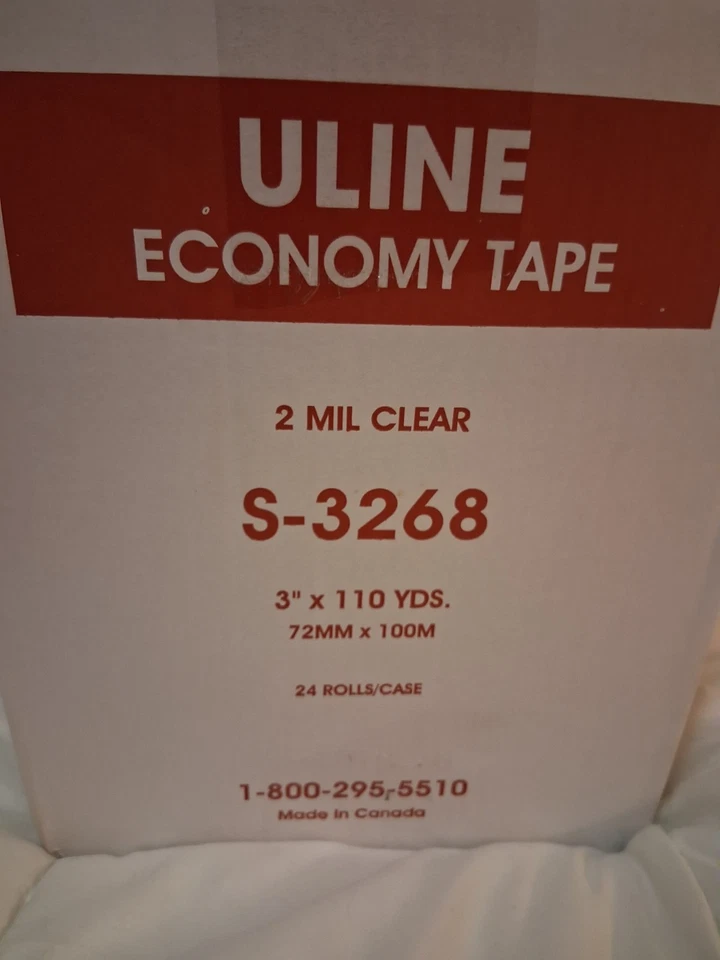 ULINE
ECONOMY TAPE
2 MIL CLEAR
S-3268
3" x 110 YDS.
72MM x 100M
24 ROLLS/CASE
1-800-295-5510
Made in Canada